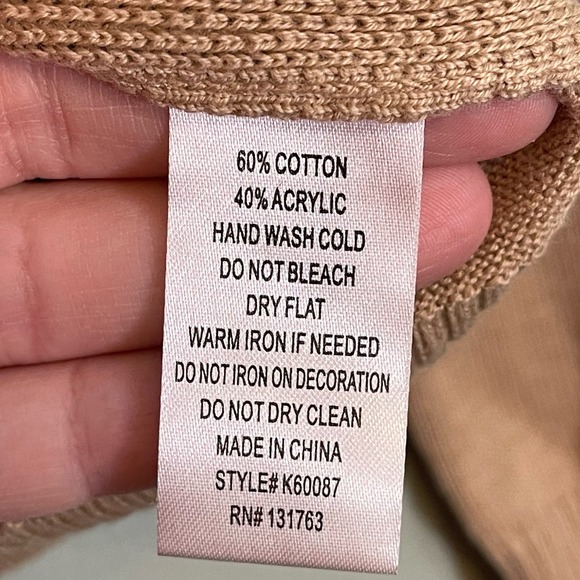 60% COTTON
40% ACRYLIC
HAND WASH COLD
DO NOT BLEACH
DRY FLAT
WARM IRON IF NEEDED
DO NOT IRON ON DECORATION
DO NOT DRY CLEAN
MADE IN CHINA
STYLE# K60087
RN# 131763